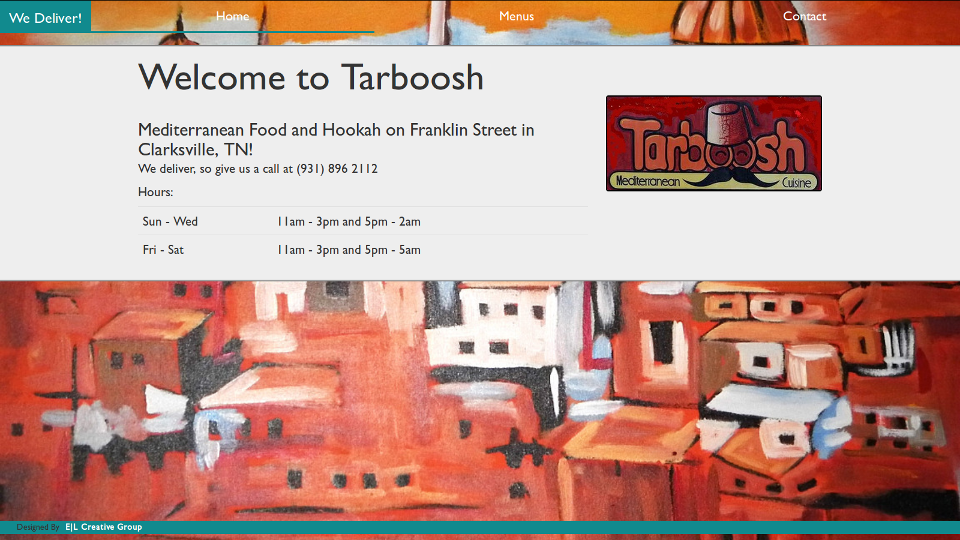 We Deliver!
Home
Menus
Contact
Welcome to Tarboosh
Mediterranean Food and Hookah on Franklin Street in
Clarksville, TN!
We deliver, so give us a call at (931) 896 2112
Hours:
Sun - Wed 11am - 3pm and 5pm - 2am
Fri - Sat 11am - 3pm and 5pm - 5am
Tarboosh
Mediterranean Cuisine
Designed By E|L Creative Group